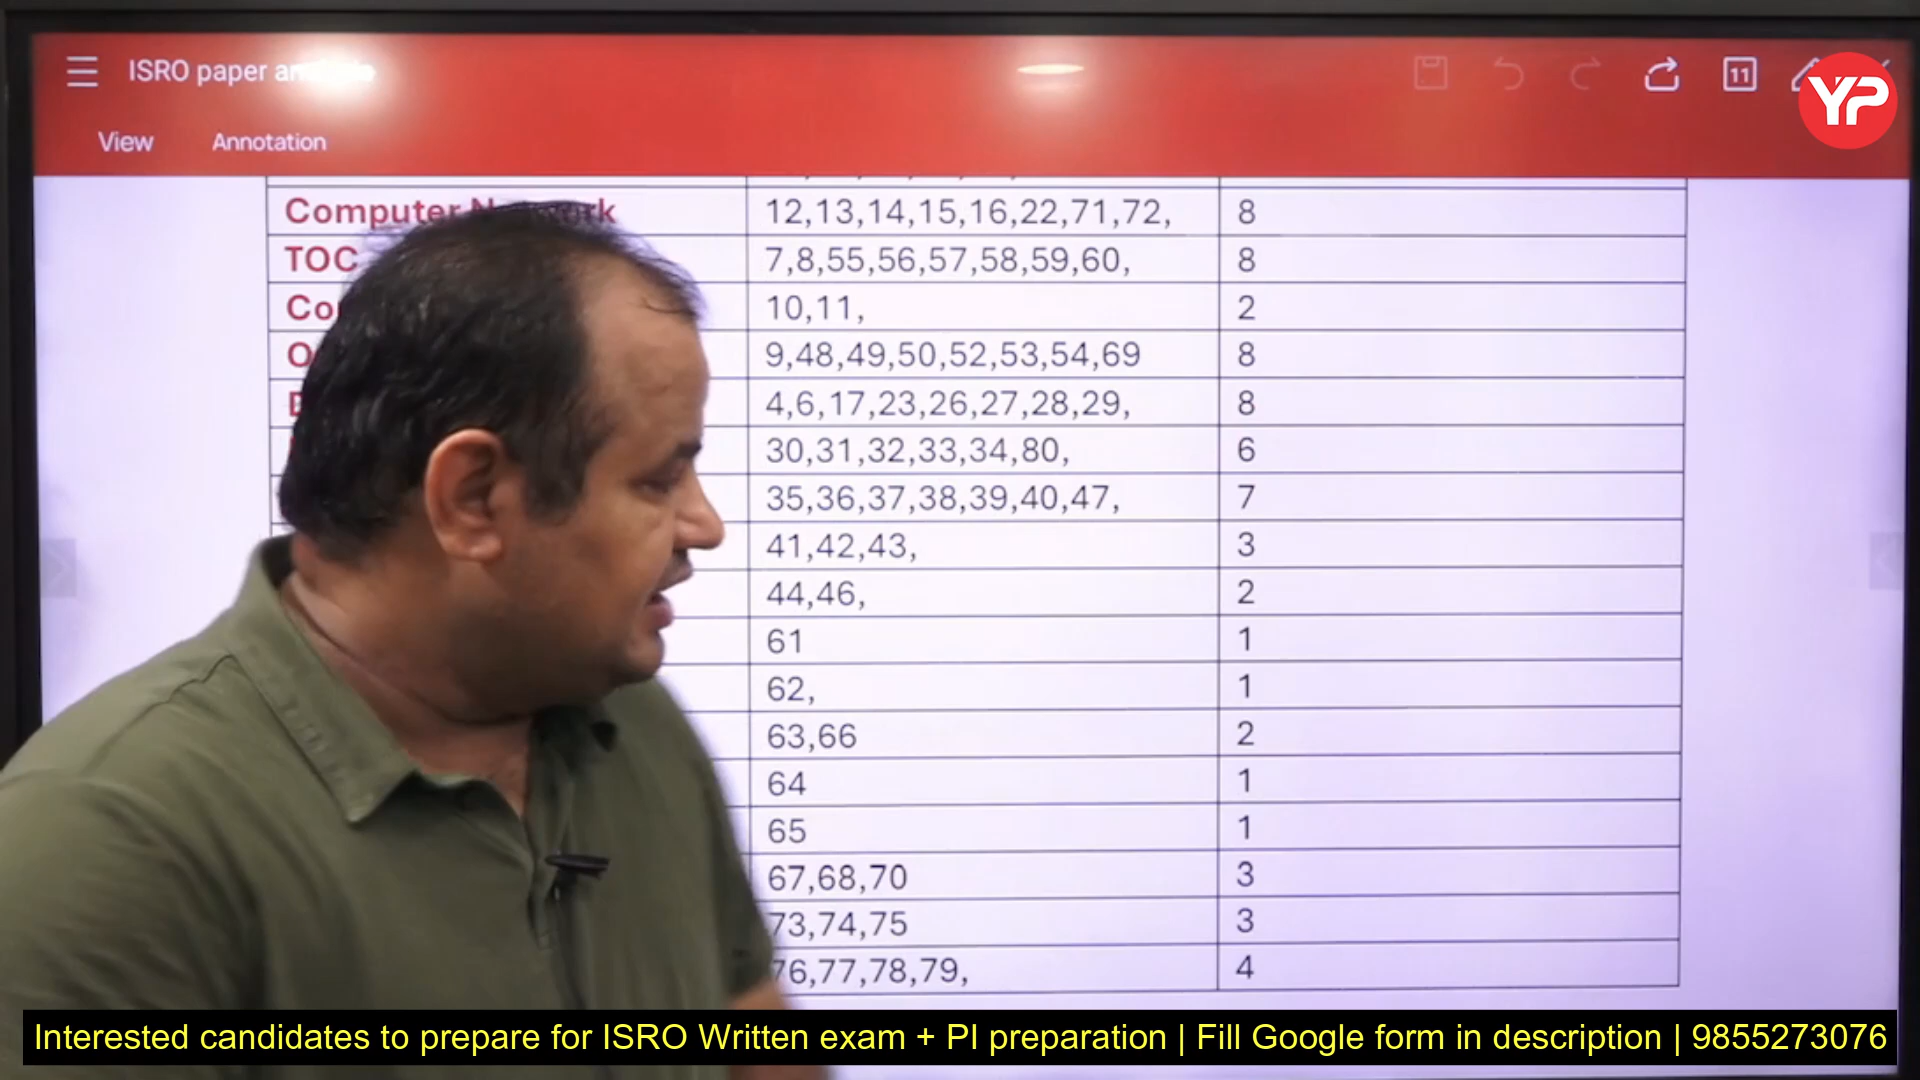 ISRO paper
11
YP
View Annotation
Computer Network 12,13,14,15,16,22,71,72, 8
TOC 7,8,55,56,57,58,59,60, 8
10,11, 2
9,48,49,50,52,53,54,69 8
4,6,17,23,26,27,28,29, 8
30,31,32,33,34,80, 6
35,36,37,38,39,40,47, 7
41,42,43, 3
44,46, 2
61 1
62, 1
63,66 2
64 1
65 1
67,68,70 3
73,74,75 3
76,77,78,79, 4
Interested candidates to prepare for ISRO Written exam + PI preparation | Fill Google form in description | 9855273076